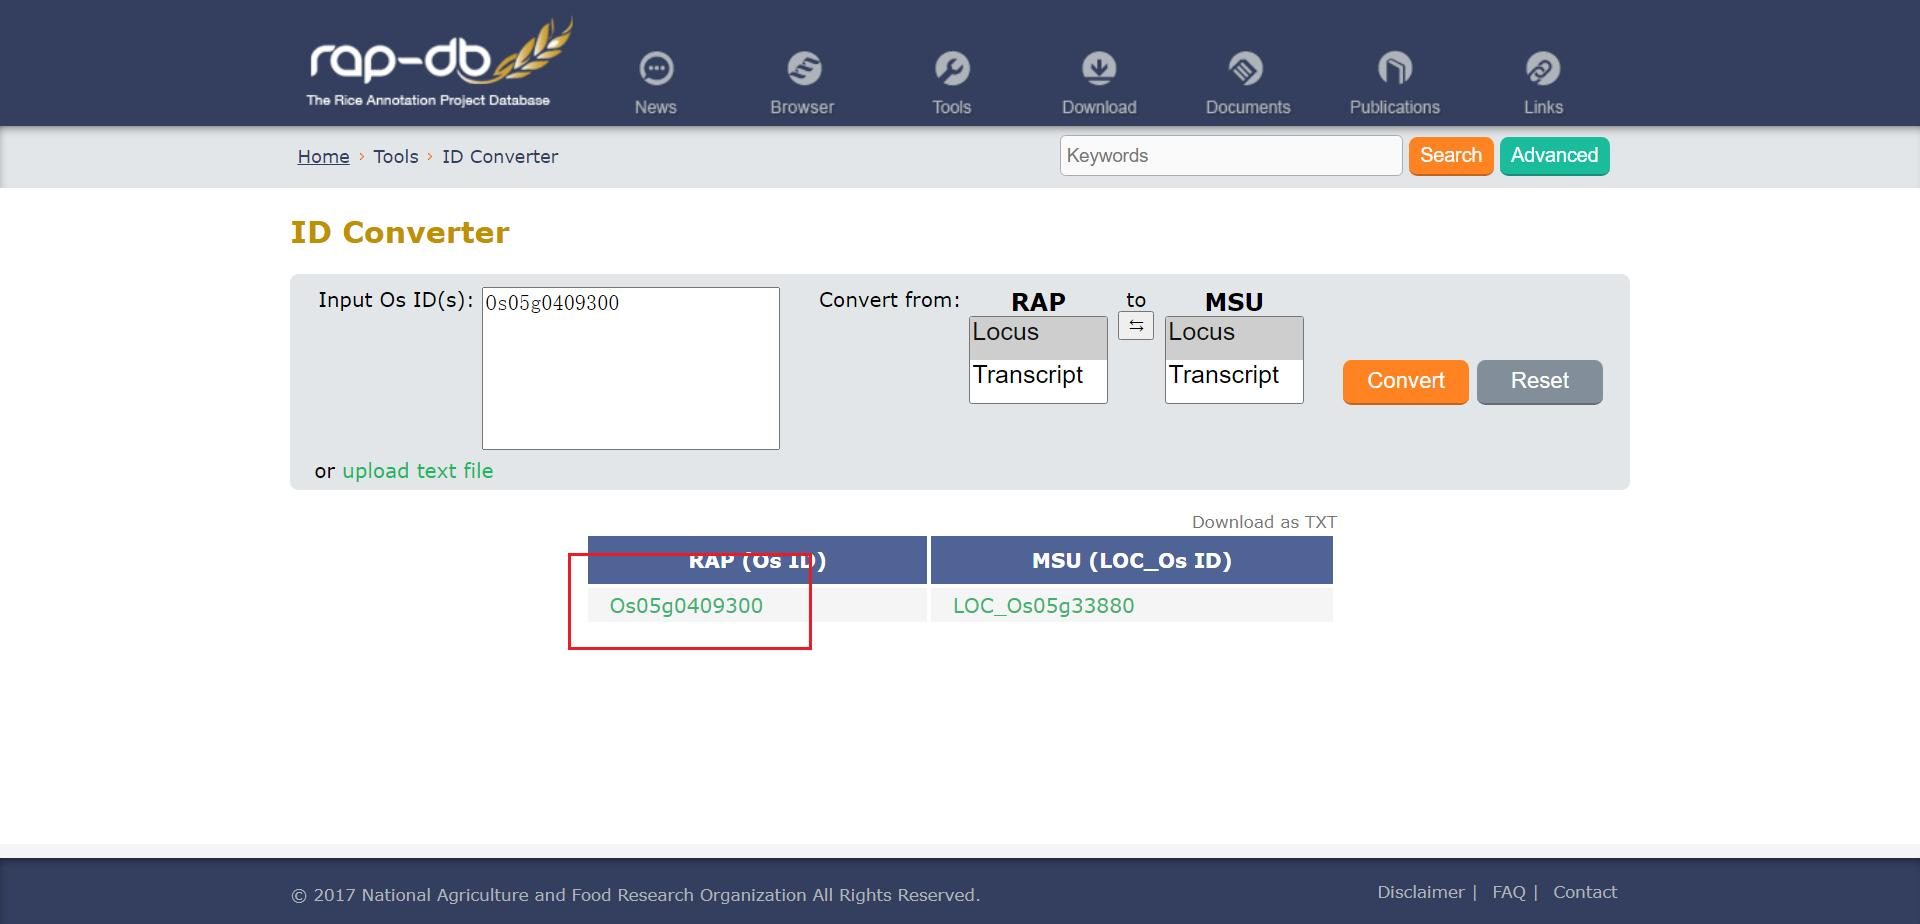 rap-db
The Rice Annotation Project Database
News
Browser
Tools
Download
Documents
Publications
Links
Home › Tools › ID Converter
Keywords
Search
Advanced
ID Converter
Input Os ID(s):
Os05g0409300
Convert from:
RAP
to
MSU
Locus
Transcript
⇆
Locus
Transcript
Convert
Reset
or upload text file
Download as TXT
RAP (Os ID)
MSU (LOC_Os ID)
Os05g0409300
LOC_Os05g33880
© 2017 National Agriculture and Food Research Organization All Rights Reserved.
Disclaimer | FAQ | Contact